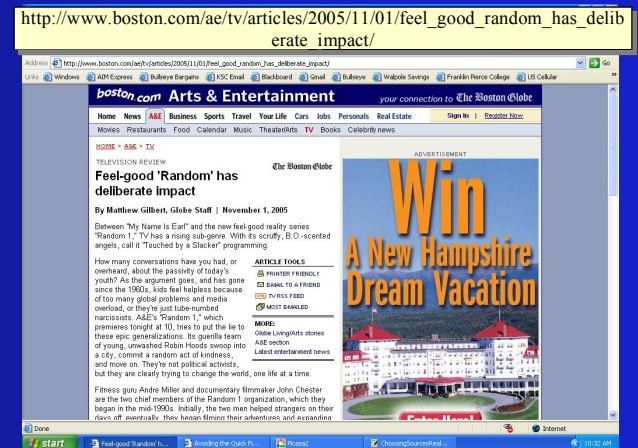 http://www.boston.com/ae/tv/articles/2005/11/01/feel_good_random_has_delib
erate_impact/
Address http://www.boston.com/ae/tv/articles/2005/11/01/feel_good_random_has_deliberate_impact/ Go
Links Windows AIM Express Bullseye Bargains KSC Email Blackboard Gmail Bullseye Walpole Savings Franklin Pierce College US Cellular
boston.com Arts & Entertainment your connection to The Boston Globe
Home News A&E Business Sports Travel Your Life Cars Jobs Personals Real Estate Sign In | Register Now
Movies Restaurants Food Calendar Music Theater/Arts TV Books Celebrity news
HOME > A&E > TV
ADVERTISEMENT
TELEVISION REVIEW
The Boston Globe
Feel-good 'Random' has
deliberate impact
By Matthew Gilbert, Globe Staff | November 1, 2005
Between "My Name Is Earl" and the new feel-good reality series
"Random 1," TV has a rising sub-genre. With its scruffy, B.O.-scented
angels, call it "Touched by a Slacker" programming.
How many conversations have you had, or
overheard, about the passivity of today's
youth? As the argument goes, and has gone
since the 1960s, kids feel helpless because
of too many global problems and media
overload, or they're just tube-numbed
narcissists. A&E's "Random 1," which
premieres tonight at 10, tries to put the lie to
these epic generalizations. Its guerilla team
of young, unwashed Robin Hoods swoop into
a city, commit a random act of kindness,
and move on. They're not political activists,
but they are clearly trying to change the world, one life at a time.
ARTICLE TOOLS
PRINTER FRIENDLY
E-MAIL TO A FRIEND
TV RSS FEED
MOST E-MAILED
MORE:
Globe Living/Arts stories
A&E section
Latest entertainment news
Fitness guru Andre Miller and documentary filmmaker John Chester
are the two chief members of the Random 1 organization, which they
began in the mid-1990s. Initially, the two men helped strangers on their
days off; eventually, they began filming their adventures and expanding
Win
A New Hampshire
Dream Vacation
Enter Here!
Done Internet
start Feel-good 'Random' h... Avoiding the Quick Fi... Picasa2 ChoosingSourcesReal... 10:32 AM